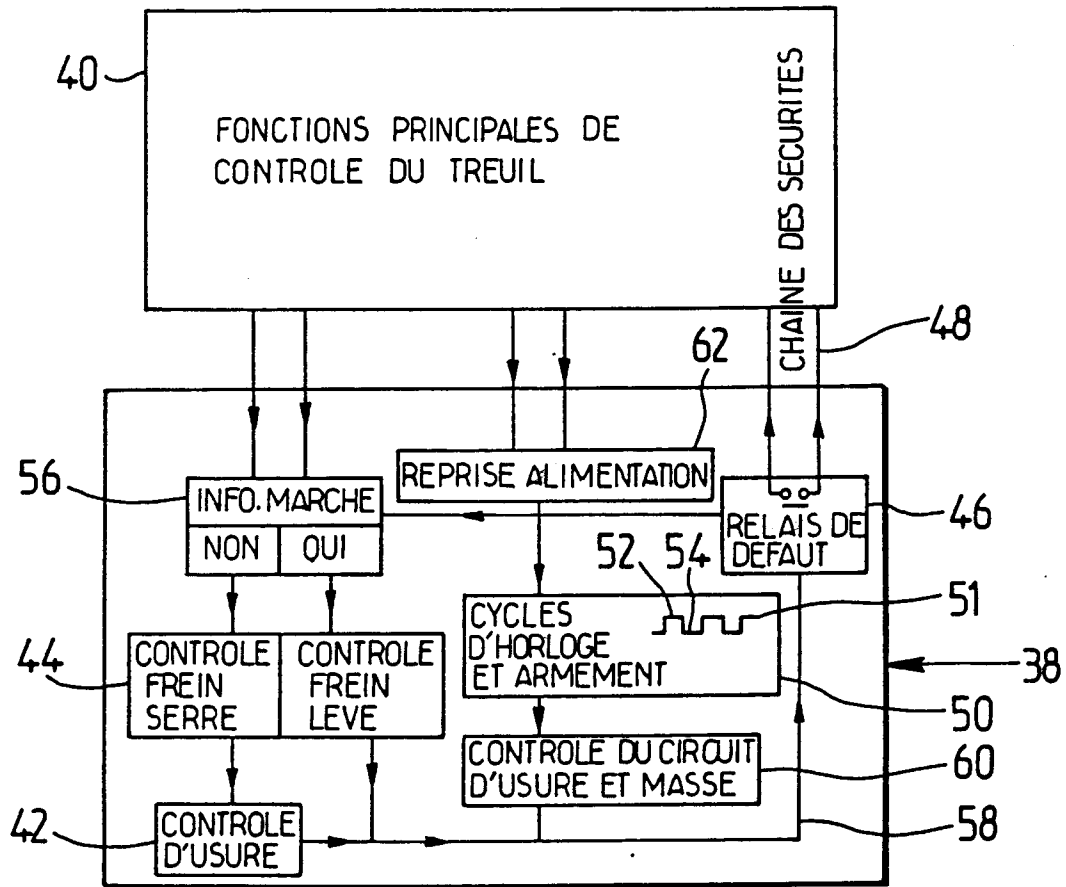 40
FONCTIONS PRINCIPALES DE
CONTROLE DU TREUIL
CHAINE DES SECURITES
48
62
56
INFO. MARCHE
NON
QUI
REPRISE ALIMENTATION
RELAIS DE
DEFAUT
46
52
54
51
CYCLES
D'HORLOGE
ET ARMEMENT
44
CONTROLE
FREIN
SERRE
CONTROLE
FREIN
LEVE
38
50
CONTROLE DU CIRCUIT
D'USURE ET MASSE
60
42
CONTROLE
D'USURE
58